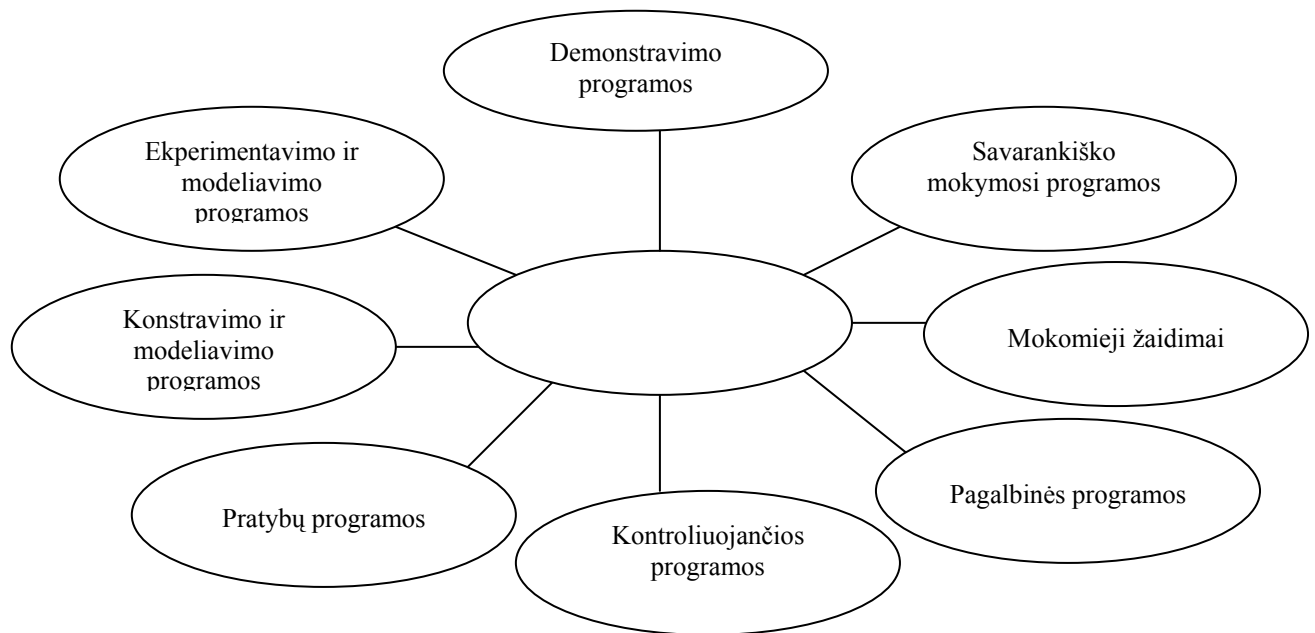 Demonstravimo
programos
Ekperimentavimo ir
modeliavimo
programos
Savarankiško
mokymosi programos
Konstravimo ir
modeliavimo
programos
Mokomieji žaidimai
Pratybų programos
Kontroliuojančios
programos
Pagalbinės programos